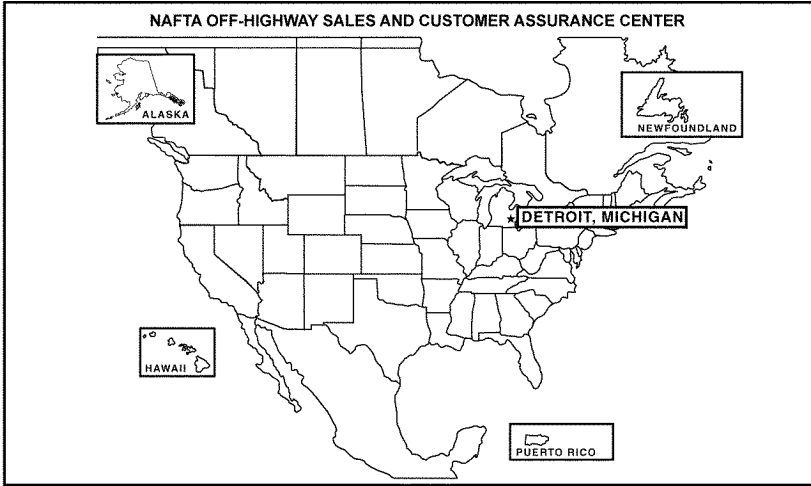 NAFTA OFF-HIGHWAY SALES AND CUSTOMER ASSURANCE CENTER
ALASKA
NEWFOUNDLAND
DETROIT, MICHIGAN
HAWAII
PUERTO RICO